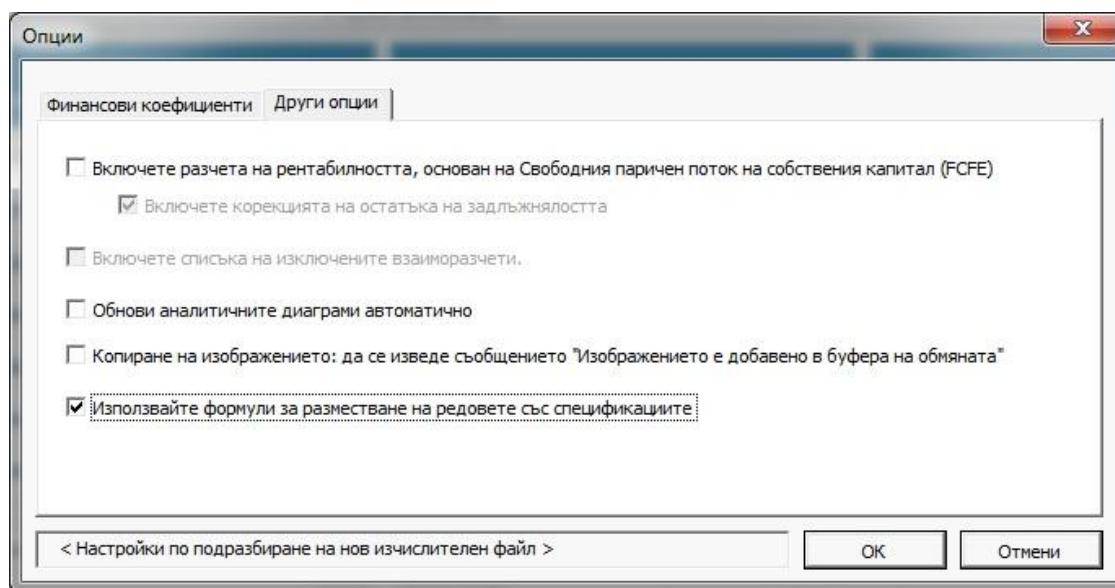 Опции
Финансови коефициенти Други опции
Включете разчета на рентабилността, основан на Свободния паричен поток на собствения капитал (FCFE)
Включете корекцията на остатъка на задлъжнялостта
Включете списъка на изключените взаиморазчети.
Обнови аналитичните диаграми автоматично
Копиране на изображението: да се изведе съобщението "Изображението е добавено в буфера на обмяната"
Използвайте формули за разместване на редовете със спецификациите
< Настройки по подразбиране на нов изчислителен файл > OK Отмени